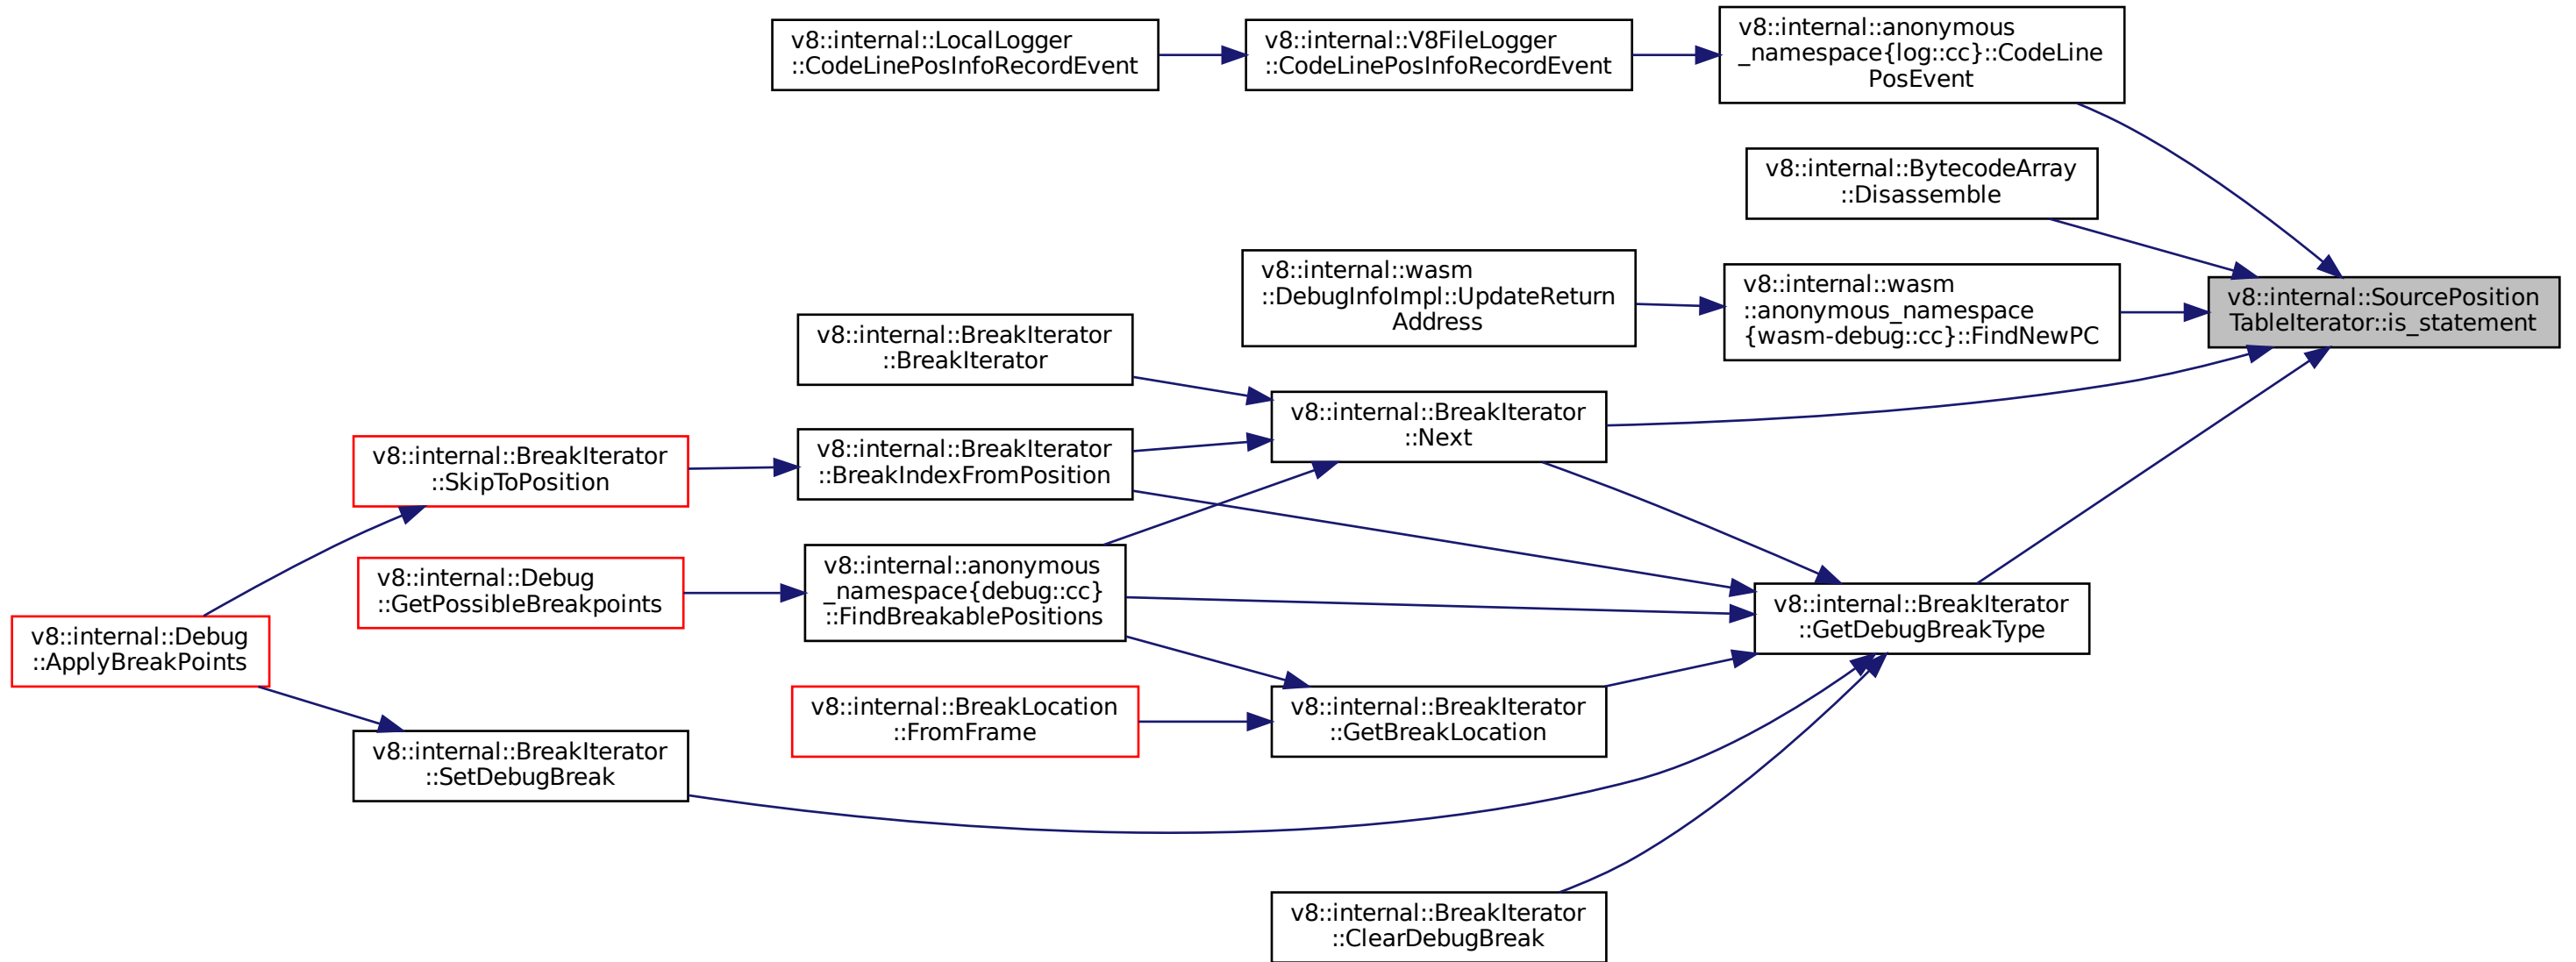 v8::internal::LocalLogger
::CodeLinePosInfoRecordEvent
v8::internal::V8FileLogger
::CodeLinePosInfoRecordEvent
v8::internal::anonymous
_namespace{log::cc}::CodeLine
PosEvent
v8::internal::BytecodeArray
::Disassemble
v8::internal::wasm
::DebugInfoImpl::UpdateReturn
Address
v8::internal::wasm
::anonymous_namespace
{wasm-debug::cc}::FindNewPC
v8::internal::SourcePosition
TableIterator::is_statement
v8::internal::BreakIterator
::BreakIterator
v8::internal::BreakIterator
::Next
v8::internal::BreakIterator
::SkipToPosition
v8::internal::BreakIterator
::BreakIndexFromPosition
v8::internal::Debug
::GetPossibleBreakpoints
v8::internal::anonymous
_namespace{debug::cc}
::FindBreakablePositions
v8::internal::BreakIterator
::GetDebugBreakType
v8::internal::Debug
::ApplyBreakPoints
v8::internal::BreakLocation
::FromFrame
v8::internal::BreakIterator
::GetBreakLocation
v8::internal::BreakIterator
::SetDebugBreak
v8::internal::BreakIterator
::ClearDebugBreak